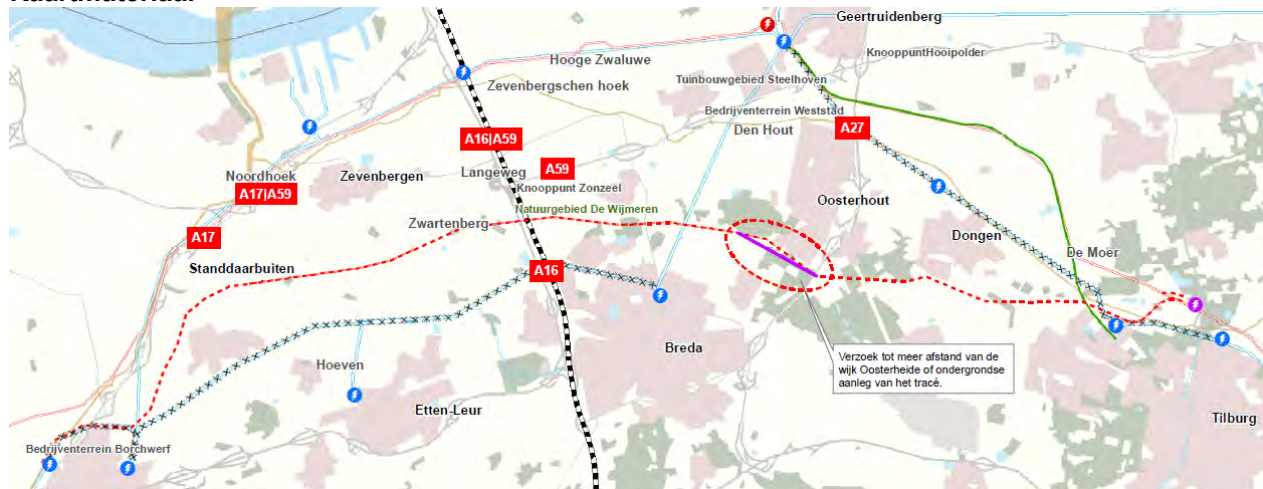 Kaartmateriaal
Geertruidenberg
KnooppuntHooipolder
Hooge Zwaluwe
Tuinbouwgebied Steelhoven
Zevenbergschen hoek
Bedrijventerrein Weststad
A27
Den Hout
A16|A59
A59
Noordhoek
Zevenbergen
Langeweg
Knooppunt Zonzeel
A17|A59
Oosterhout
Natuurgebied De Wijmeren
Zwartenberg
A17
Dongen
De Moer
Standdaarbuiten
A16
Breda
Verzoek tot meer afstand van de
wijk Oosterheide of ondergrondse
aanleg van het tracé.
Hoeven
Etten-Leur
Tilburg
Bedrijventerrein Borchwerf